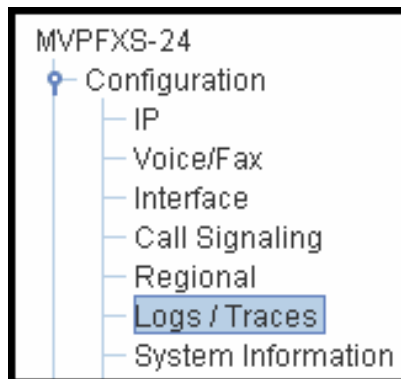 MVPFXS-24
Configuration
IP
Voice/Fax
Interface
Call Signaling
Regional
Logs / Traces
System Information